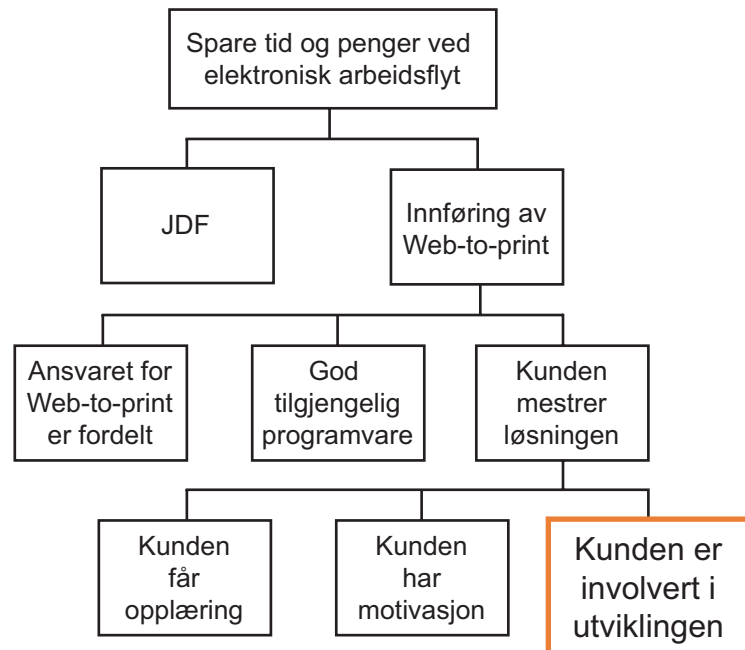 Spare tid og penger ved
elektronisk arbeidsflyt
JDF
Innføring av
Web-to-print
Ansvaret for
Web-to-print
er fordelt
God
tilgjengelig
programvare
Kunden
mestrer
løsningen
Kunden
får
opplæring
Kunden
har
motivasjon
Kunden er
involvert i
utviklingen